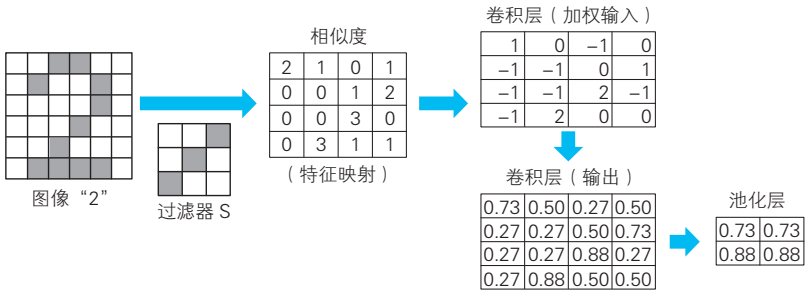 图像“2”
过滤器 S
相似度
2 1 0 1
0 0 1 2
0 0 3 0
0 3 1 1
（特征映射）
卷积层（加权输入）
1 0 −1 0
−1 −1 0 1
−1 −1 2 −1
−1 2 0 0
卷积层（输出）
0.73 0.50 0.27 0.50
0.27 0.27 0.50 0.73
0.27 0.27 0.88 0.27
0.27 0.88 0.50 0.50
池化层
0.73 0.73
0.88 0.88